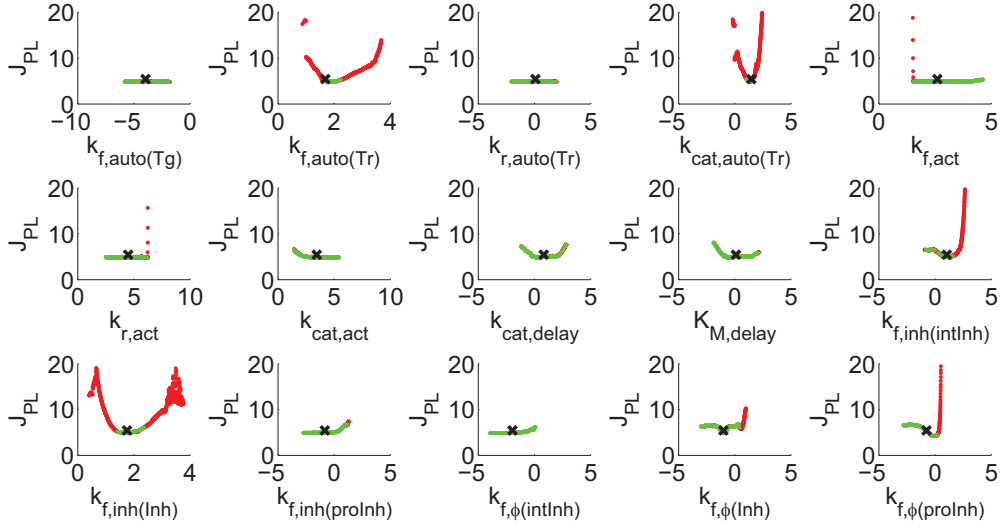 J_PL 20 10 0 -10 -5 0 k_f,auto(Tg)
J_PL 20 10 0 0 2 4 k_f,auto(Tr)
J_PL 20 10 0 -5 0 5 k_r,auto(Tr)
J_PL 20 10 0 -5 0 5 k_cat,auto(Tr)
J_PL 20 10 0 0 5 k_f,act
J_PL 20 10 0 0 5 10 k_r,act
J_PL 20 10 0 0 5 10 k_cat,act
J_PL 20 10 0 -5 0 5 k_cat,delay
J_PL 20 10 0 -5 0 5 K_M,delay
J_PL 20 10 0 -5 0 5 k_f,inh(intInh)
J_PL 20 10 0 0 2 4 k_f,inh(Inh)
J_PL 20 10 0 -5 0 5 k_f,inh(proInh)
J_PL 20 10 0 -5 0 5 k_f,ϕ(intInh)
J_PL 20 10 0 -5 0 5 k_f,ϕ(Inh)
J_PL 20 10 0 -5 0 5 k_f,ϕ(proInh)